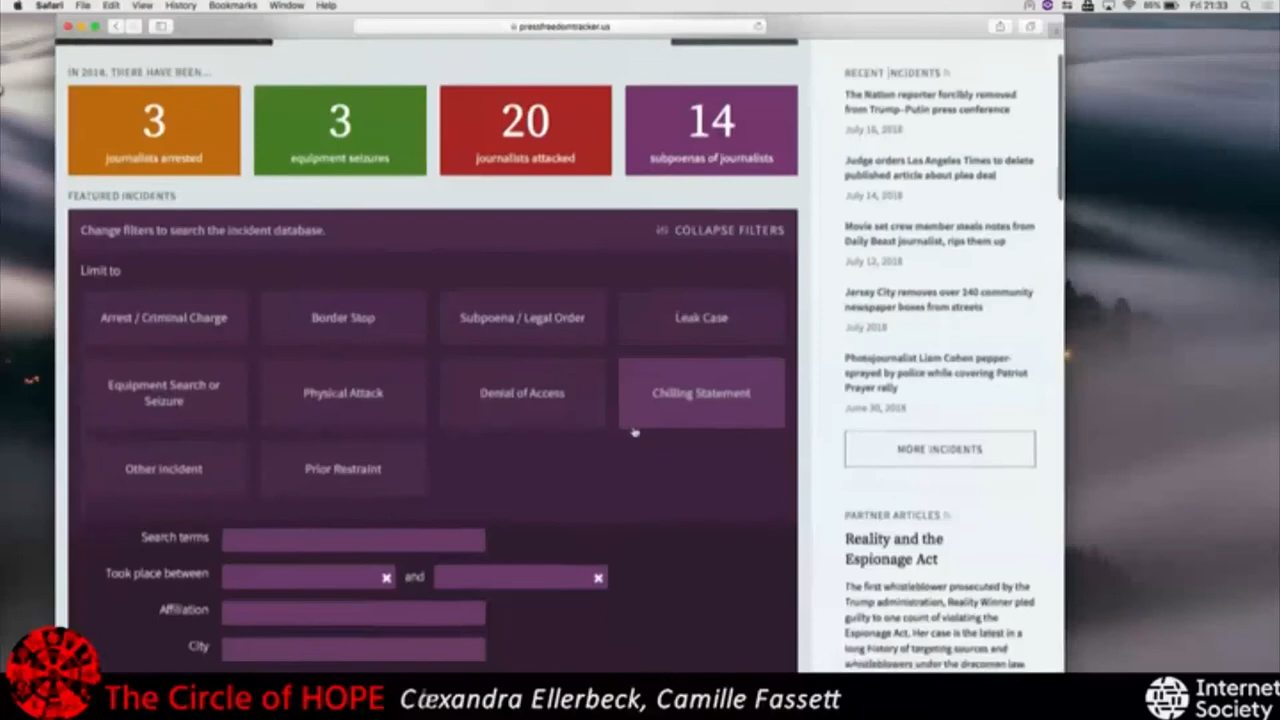 Safari File Edit View History Bookmarks Window Help
85% Fri 21:33
pressfreedomtracker.us
IN 2018, THERE HAVE BEEN...
3
journalists arrested
3
equipment seizures
20
journalists attacked
14
subpoenas of journalists
FEATURED INCIDENTS
Change filters to search the incident database.
COLLAPSE FILTERS
Limit to
Arrest / Criminal Charge
Border Stop
Subpoena / Legal Order
Leak Case
Equipment Search or
Seizure
Physical Attack
Denial of Access
Chilling Statement
Other incident
Prior Restraint
Search terms
Took place between
and
Affiliation
City
RECENT INCIDENTS
The Nation reporter forcibly removed
from Trump-Putin press conference
July 16, 2018
Judge orders Los Angeles Times to delete
published article about plea deal
July 14, 2018
Movie set crew member steals notes from
Daily Beast journalist, rips them up
July 12, 2018
Jersey City removes over 240 community
newspaper boxes from streets
July 2018
Photojournalist Liam Cohen pepper-
sprayed by police while covering Patriot
Prayer rally
June 30, 2018
MORE INCIDENTS
PARTNER ARTICLES
Reality and the
Espionage Act
The first whistleblower prosecuted by the
Trump administration, Reality Winner pled
guilty to one count of violating the
Espionage Act. Her case is the latest in a
long history of targeting sources and
whistleblowers under the draconian law
The Circle of HOPE
Alexandra Ellerbeck, Camille Fassett
Internet
Society